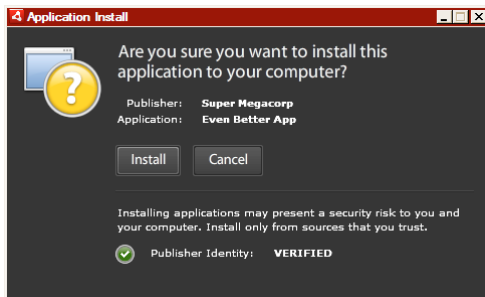 Application Install
Are you sure you want to install this
application to your computer?
Publisher: Super Megacorp
Application: Even Better App
Install Cancel
Installing applications may present a security risk to you and
your computer. Install only from sources that you trust.
Publisher Identity: VERIFIED